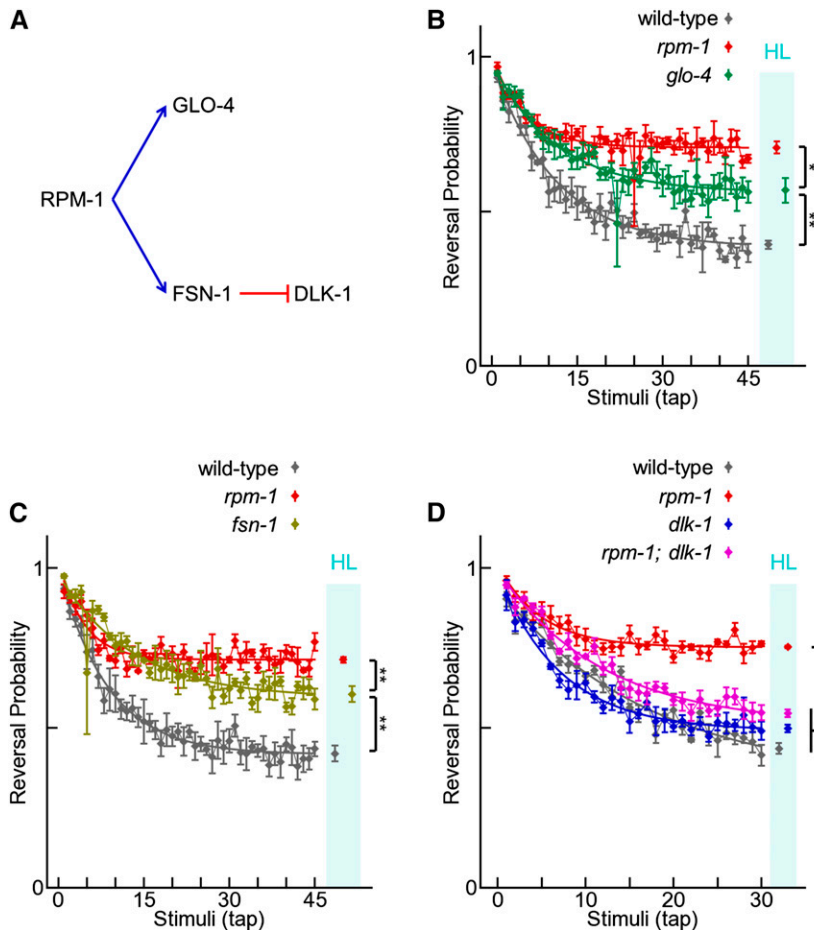 A
GLO-4
RPM-1
FSN-1
DLK-1
B
wild-type
rpm-1
glo-4
HL
1
Reversal Probability
*
**
0
0
15
30
45
Stimuli (tap)
C
wild-type
rpm-1
fsn-1
HL
1
Reversal Probability
**
**
0
0
15
30
45
Stimuli (tap)
D
wild-type
rpm-1
dlk-1
rpm-1; dlk-1
HL
1
Reversal Probability
0
0
10
20
30
Stimuli (tap)